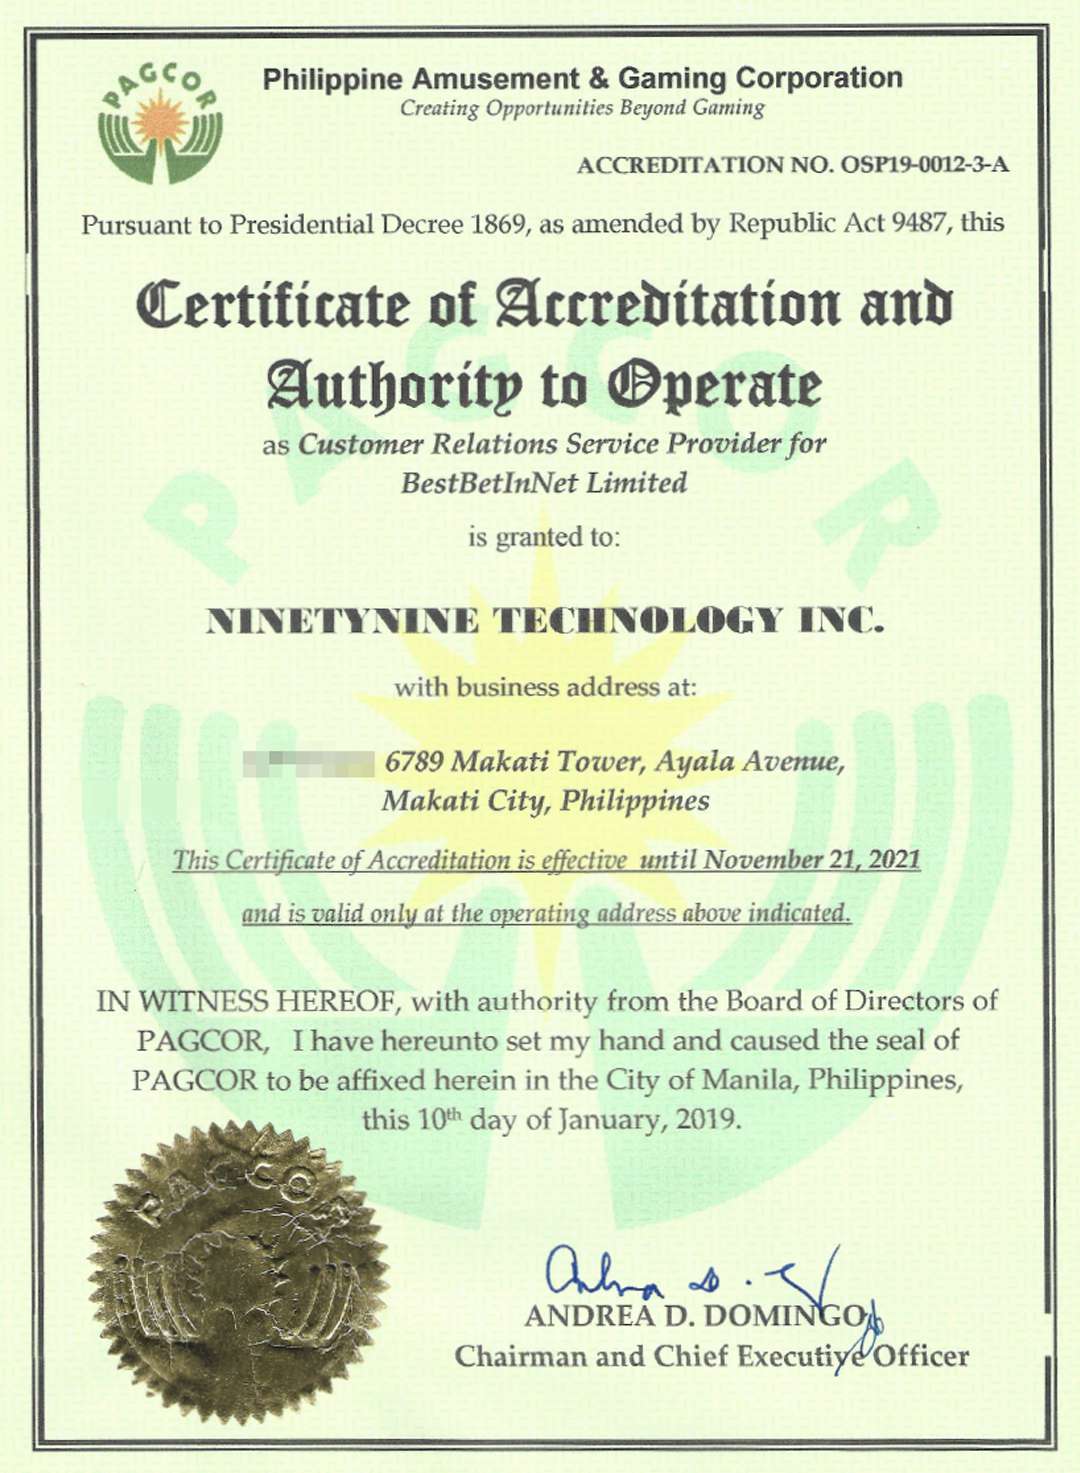 PAGCOR
Philippine Amusement & Gaming Corporation
Creating Opportunities Beyond Gaming
ACCREDITATION NO. OSP19-0012-3-A
Pursuant to Presidential Decree 1869, as amended by Republic Act 9487, this
Certificate of Accreditation and
Authority to Operate
as Customer Relations Service Provider for
BestBetInNet Limited
is granted to:
NINETYNINE TECHNOLOGY INC.
with business address at:
6789 Makati Tower, Ayala Avenue,
Makati City, Philippines
This Certificate of Accreditation is effective until November 21, 2021
and is valid only at the operating address above indicated.
IN WITNESS HEREOF, with authority from the Board of Directors of
PAGCOR, I have hereunto set my hand and caused the seal of
PAGCOR to be affixed herein in the City of Manila, Philippines,
this 10th day of January, 2019.
PAGCOR
ANDREA D. DOMINGO
Chairman and Chief Executive Officer
PAGCOR